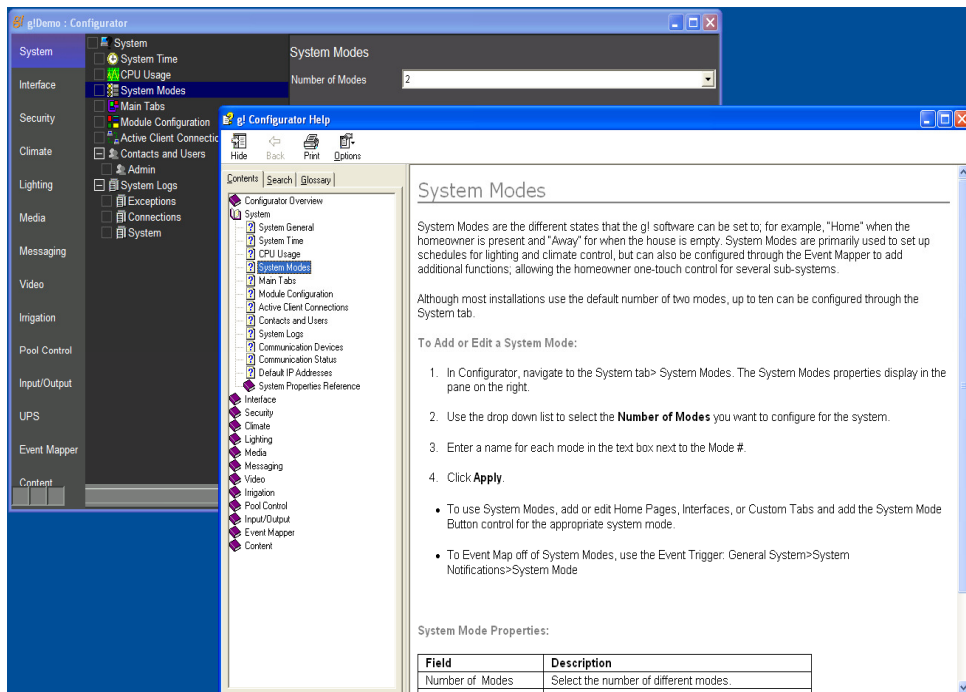 g!Demo : Configurator
System
Interface
Security
Climate
Lighting
Media
Messaging
Video
Irrigation
Pool Control
Input/Output
UPS
Event Mapper
Content
System
System Time
CPU Usage
System Modes
Main Tabs
Module Configuration
Active Client Connectic
Contacts and Users
Admin
System Logs
Exceptions
Connections
System
System Modes
Number of Modes 2
g! Configurator Help
Hide Back Print Options
Contents Search Glossary
Configurator Overview
System
System General
System Time
CPU Usage
System Modes
Main Tabs
Module Configuration
Active Client Connections
Contacts and Users
System Logs
Communication Devices
Communication Status
Default IP Addresses
System Properties Reference
Interface
Security
Climate
Lighting
Media
Messaging
Video
Irrigation
Pool Control
Input/Output
Event Mapper
Content
System Modes
System Modes are the different states that the g! software can be set to; for example, "Home" when the
homeowner is present and "Away" for when the house is empty. System Modes are primarily used to set up
schedules for lighting and climate control, but can also be configured through the Event Mapper to add
additional functions; allowing the homeowner one-touch control for several sub-systems.
Although most installations use the default number of two modes, up to ten can be configured through the
System tab.
To Add or Edit a System Mode:
1. In Configurator, navigate to the System tab> System Modes. The System Modes properties display in the
pane on the right.
2. Use the drop down list to select the Number of Modes you want to configure for the system.
3. Enter a name for each mode in the text box next to the Mode #.
4. Click Apply.
• To use System Modes, add or edit Home Pages, Interfaces, or Custom Tabs and add the System Mode
Button control for the appropriate system mode.
• To Event Map off of System Modes, use the Event Trigger: General System>System
Notifications>System Mode
System Mode Properties:
Field Description
Number of Modes Select the number of different modes.